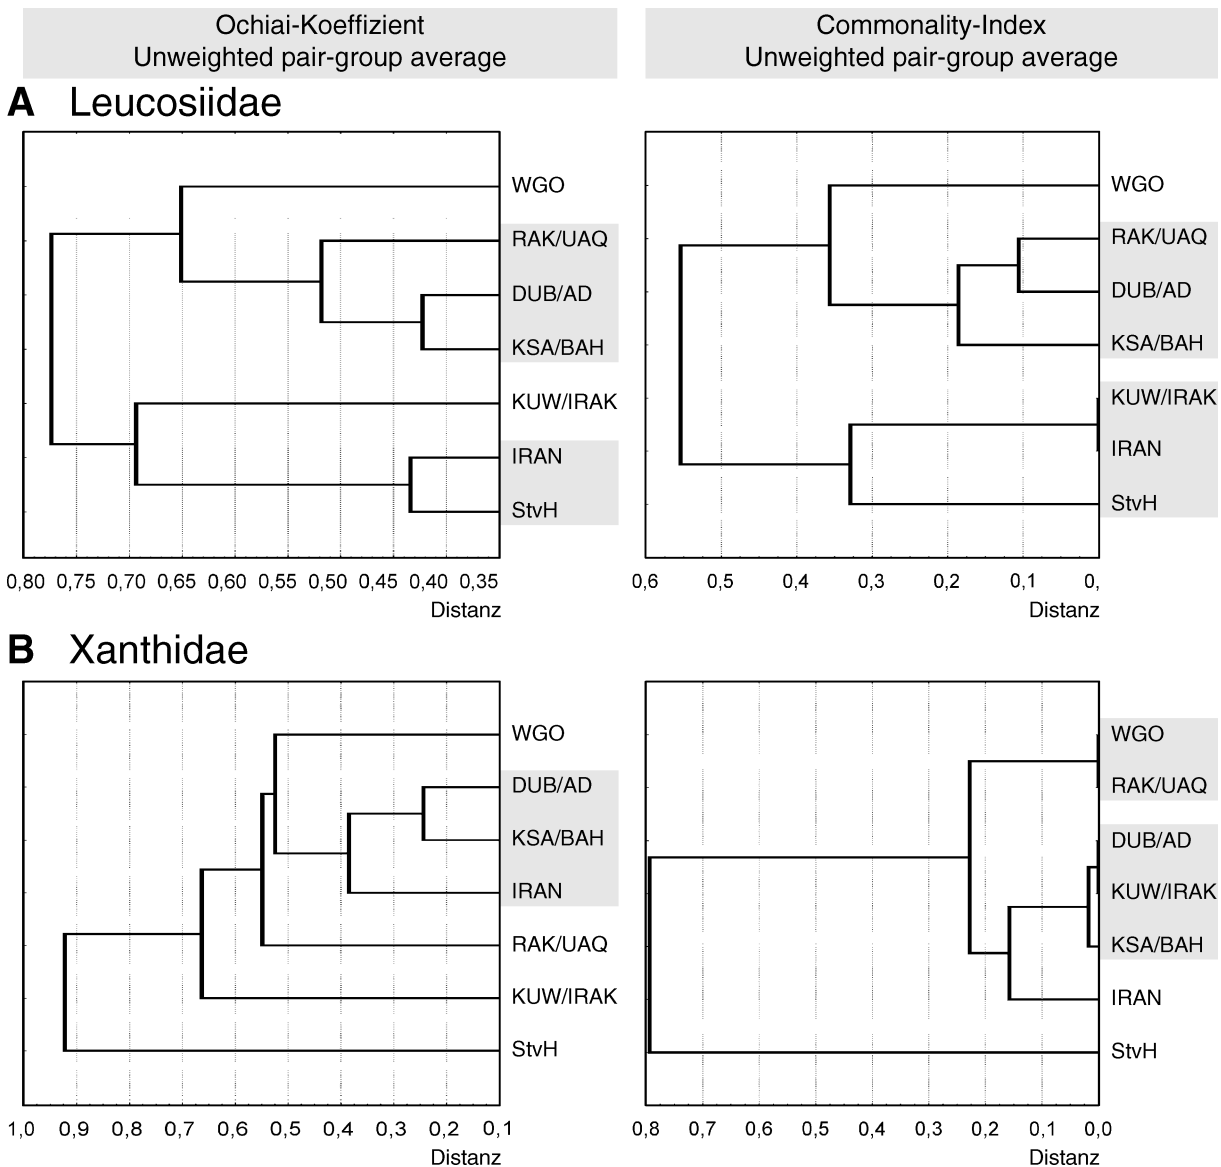 Ochiai-Koeffizient
Unweighted pair-group average
Commonality-Index
Unweighted pair-group average
A Leucosiidae
WGO
RAK/UAQ
DUB/AD
KSA/BAH
KUW/IRAK
IRAN
StvH
0,80 0,75 0,70 0,65 0,60 0,55 0,50 0,45 0,40 0,35
Distanz
WGO
RAK/UAQ
DUB/AD
KSA/BAH
KUW/IRAK
IRAN
StvH
0,6 0,5 0,4 0,3 0,2 0,1 0,
Distanz
B Xanthidae
WGO
DUB/AD
KSA/BAH
IRAN
RAK/UAQ
KUW/IRAK
StvH
1,0 0,9 0,8 0,7 0,6 0,5 0,4 0,3 0,2 0,1
Distanz
WGO
RAK/UAQ
DUB/AD
KUW/IRAK
KSA/BAH
IRAN
StvH
0,8 0,7 0,6 0,5 0,4 0,3 0,2 0,1 0,0
Distanz